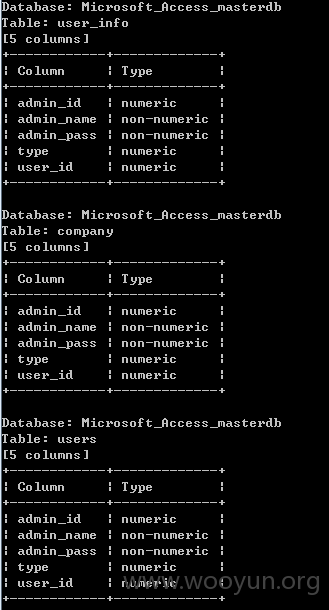 Database: Microsoft_Access_masterdb
Table: user_info
[5 columns]
+------------+-------------+
| Column     | Type        |
+------------+-------------+
| admin_id   | numeric     |
| admin_name | non-numeric |
| admin_pass | non-numeric |
| type       | numeric     |
| user_id    | numeric     |
+------------+-------------+

Database: Microsoft_Access_masterdb
Table: company
[5 columns]
+------------+-------------+
| Column     | Type        |
+------------+-------------+
| admin_id   | numeric     |
| admin_name | non-numeric |
| admin_pass | non-numeric |
| type       | numeric     |
| user_id    | numeric     |
+------------+-------------+

Database: Microsoft_Access_masterdb
Table: users
[5 columns]
+------------+-------------+
| Column     | Type        |
+------------+-------------+
| admin_id   | numeric     |
| admin_name | non-numeric |
| admin_pass | non-numeric |
| type       | numeric     |
| user_id    | numeric     |
+------------+-------------+
www.wooyun.org